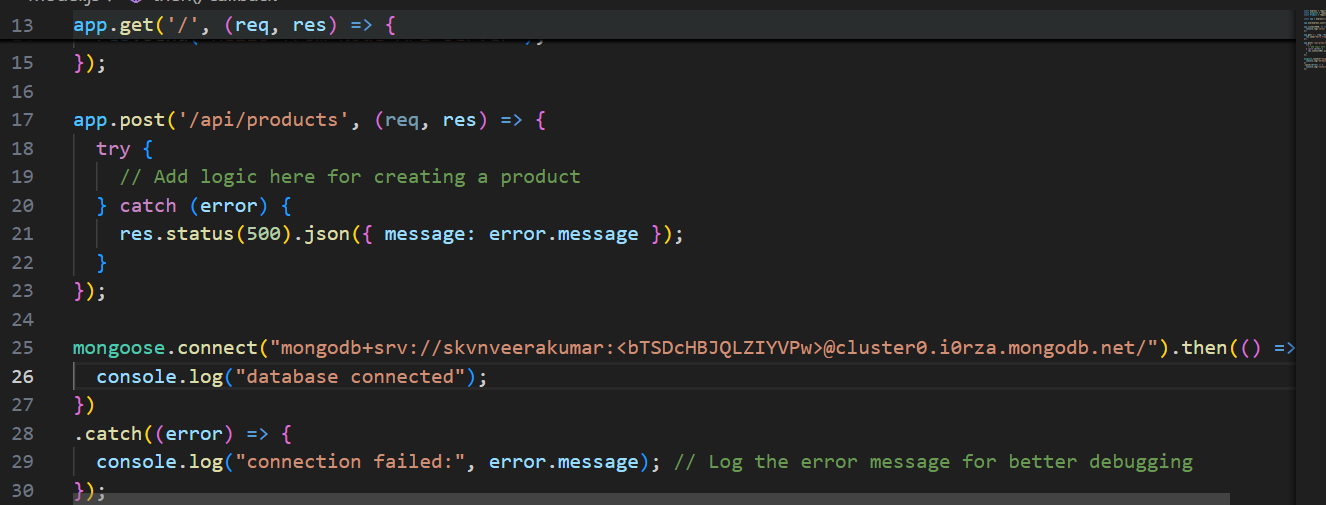 13 app.get('/', (req, res) => {
15 });
16
17 app.post('/api/products', (req, res) => {
18 try {
19 // Add logic here for creating a product
20 } catch (error) {
21 res.status(500).json({ message: error.message });
22 }
23 });
24
25 mongoose.connect("mongodb+srv://skvnveerakumar:<bTSDcHBJQLZIYVPw>@cluster0.i0rza.mongodb.net/").then(() =>
26 console.log("database connected");
27 })
28 .catch((error) => {
29 console.log("connection failed:", error.message); // Log the error message for better debugging
30 });